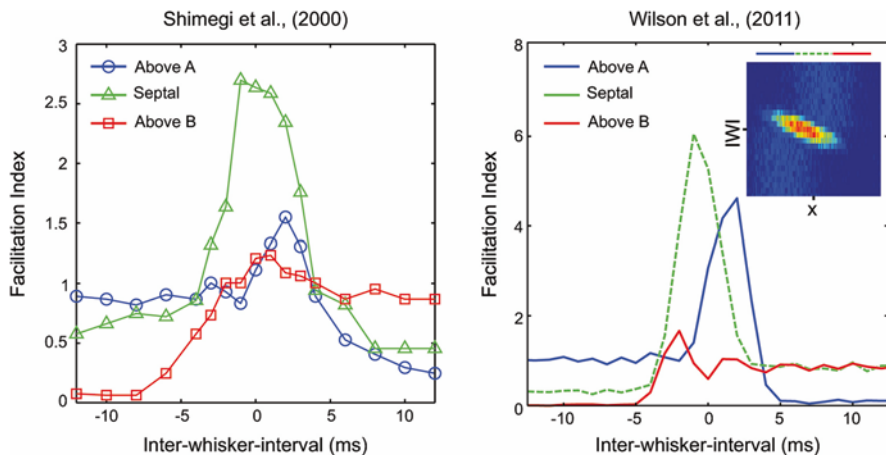 Shimegi et al., (2000)
3
2.5
2
1.5
1
0.5
0
Facilitation Index
Above A
Septal
Above B
-10
-5
0
5
10
Inter-whisker-interval (ms)
Wilson et al., (2011)
8
6
4
2
0
Facilitation Index
Above A
Septal
Above B
IWI
x
-10
-5
0
5
10
Inter-whisker-interval (ms)